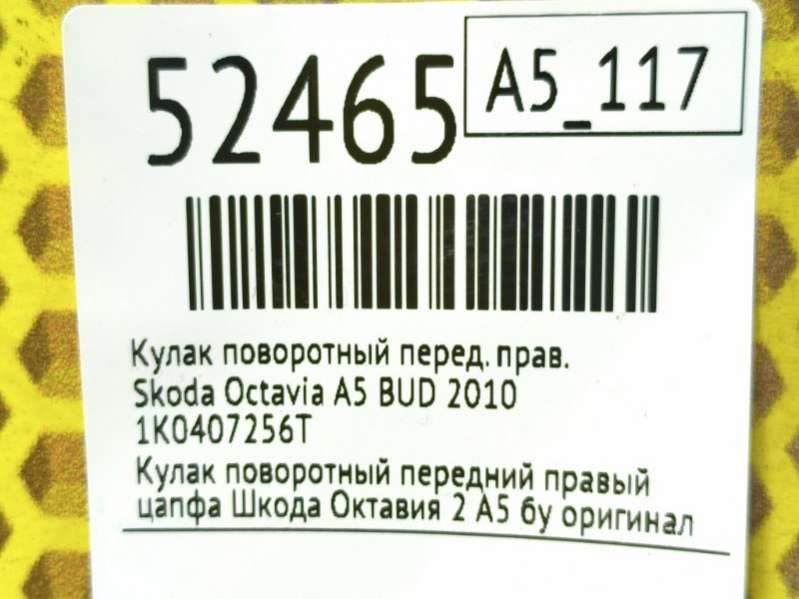 52465
A5_117
Кулак поворотный перед. прав.
Skoda Octavia A5 BUD 2010
1K0407256T
Кулак поворотный передний правый
цапфа Шкода Октавия 2 А5 бу оригинал